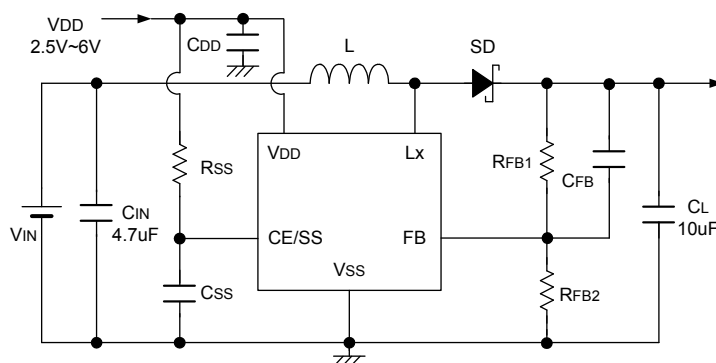 VDD
2.5V~6V
CDD
L
SD
RSS
VDD
Lx
RFB1
CFB
CIN
4.7uF
VIN
CE/SS
FB
CL
10uF
VSS
CSS
RFB2